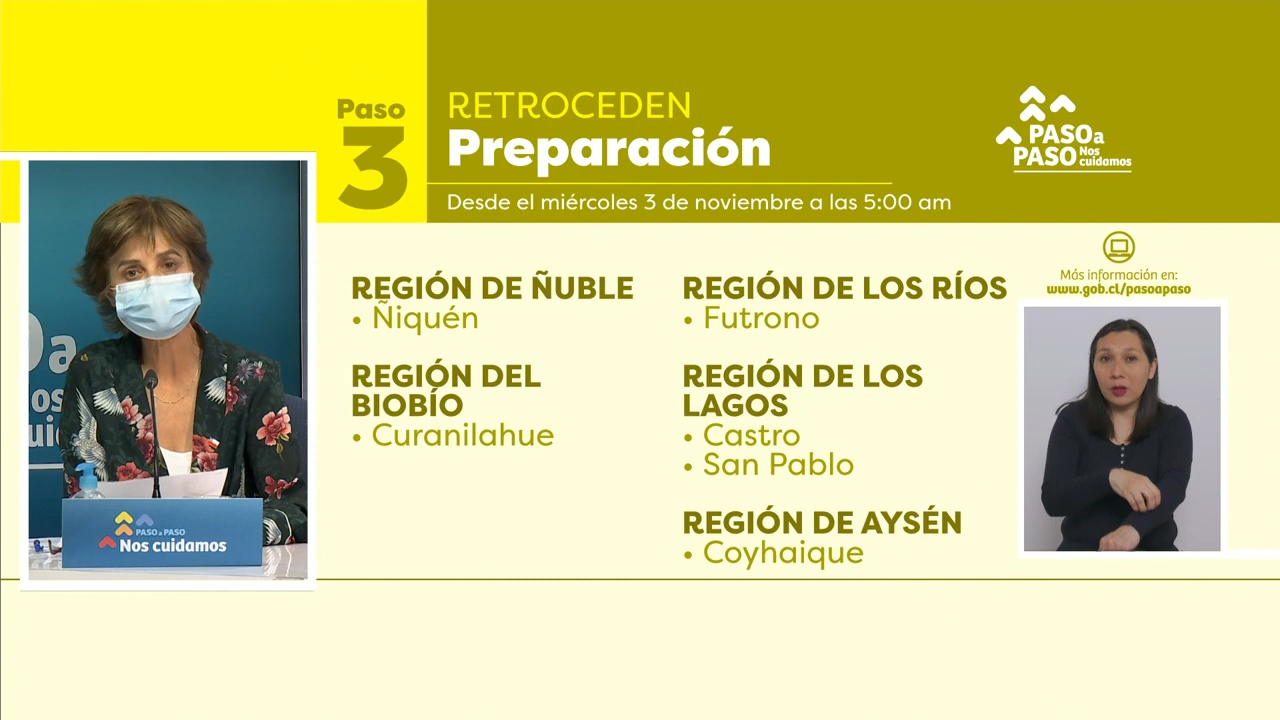 Paso
3
RETROCEDEN
Preparación
Desde el miércoles 3 de noviembre a las 5:00 am
PASO a
PASO Nos cuidamos
Más información en:
www.gob.cl/pasoapaso
REGIÓN DE ÑUBLE
• Ñiquén
REGIÓN DEL
BIOBÍO
• Curanilahue
REGIÓN DE LOS RÍOS
• Futrono
REGIÓN DE LOS
LAGOS
• Castro
• San Pablo
REGIÓN DE AYSÉN
• Coyhaique
PASO a PASO
Nos cuidamos